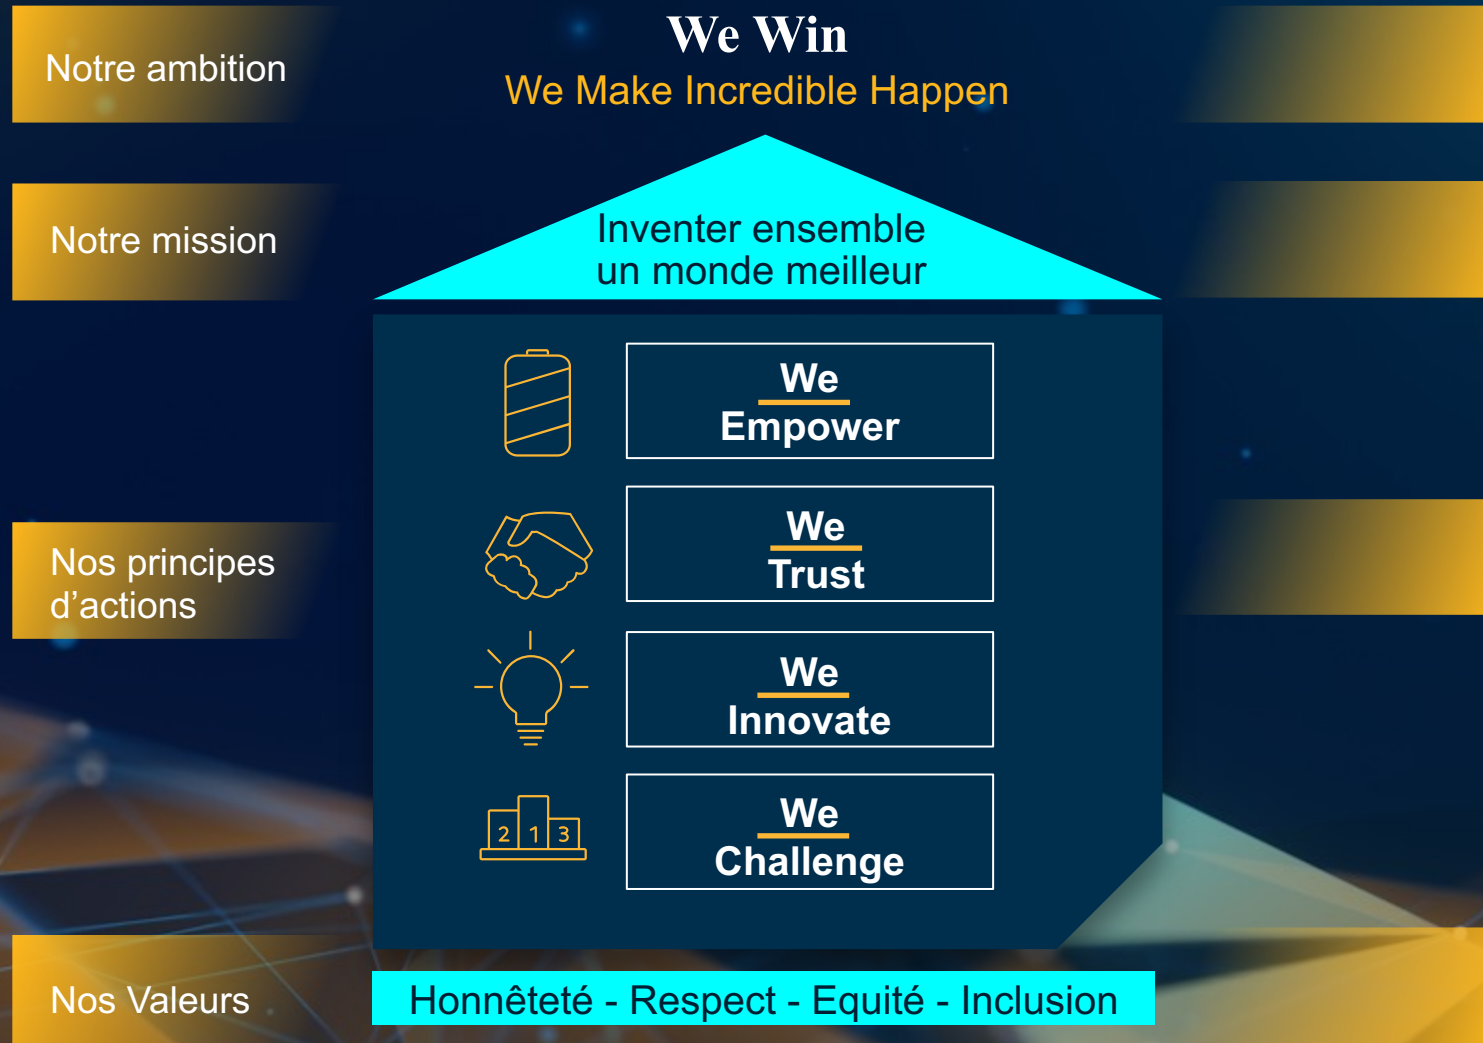 Notre ambition
We Win
We Make Incredible Happen
Notre mission
Inventer ensemble
un monde meilleur
We
Empower
Nos principes
d’actions
We
Trust
We
Innovate
2 1 3
We
Challenge
Nos Valeurs
Honnêteté - Respect - Equité - Inclusion